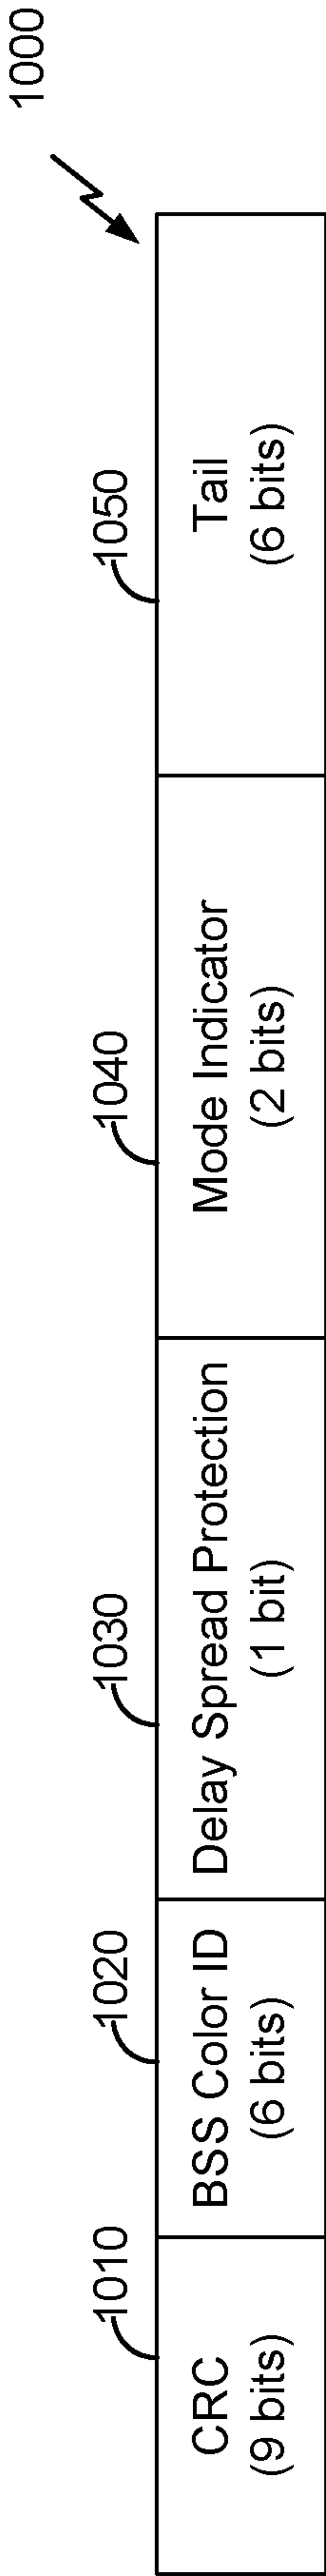 1000
1010
1020
1030
1040
1050
CRC
(9 bits)
BSS Color ID
(6 bits)
Delay Spread Protection
(1 bit)
Mode Indicator
(2 bits)
Tail
(6 bits)